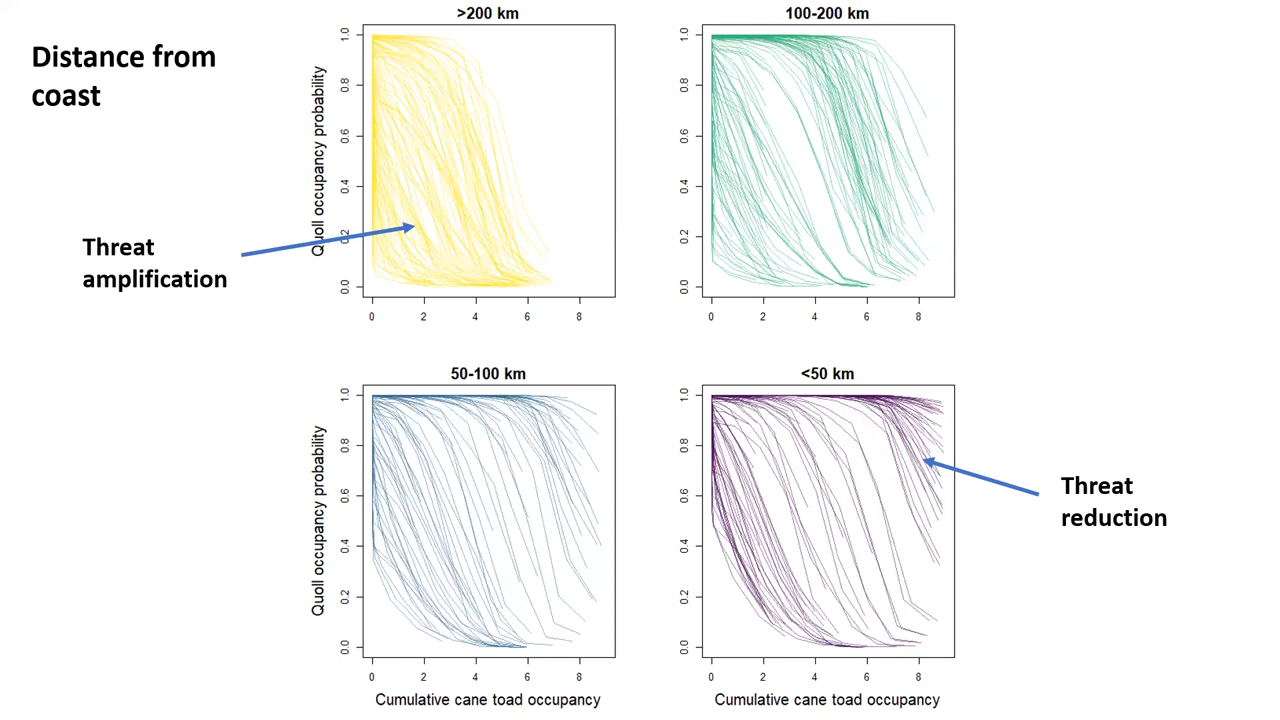 Distance from
coast
>200 km
Quoll occupancy probability
0.0 0.2 0.4 0.6 0.8 1.0
0 2 4 6 8
100-200 km
0.0 0.2 0.4 0.6 0.8 1.0
0 2 4 6 8
Threat
amplification
50-100 km
Quoll occupancy probability
0.0 0.2 0.4 0.6 0.8 1.0
0 2 4 6 8
Cumulative cane toad occupancy
<50 km
0.0 0.2 0.4 0.6 0.8 1.0
0 2 4 6 8
Cumulative cane toad occupancy
Threat
reduction